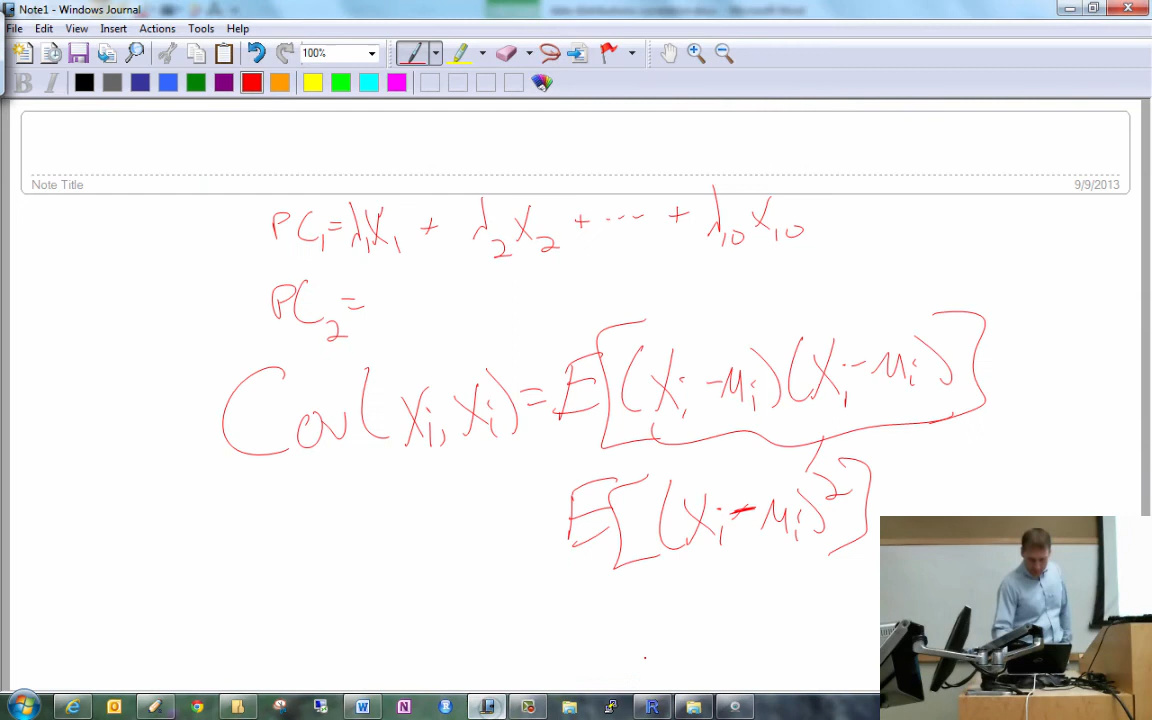 Note1 - Windows Journal
File Edit View Insert Actions Tools Help
100%
Note Title
9/9/2013
PC₁ = λ₁X₁ + λ₂X₂ + ... + λ₁₀X₁₀
PC₂ =
Cov(Xᵢ, Xᵢ) = E[(Xᵢ - μᵢ)(Xᵢ - μᵢ)]
E[(Xᵢ - μᵢ)²]